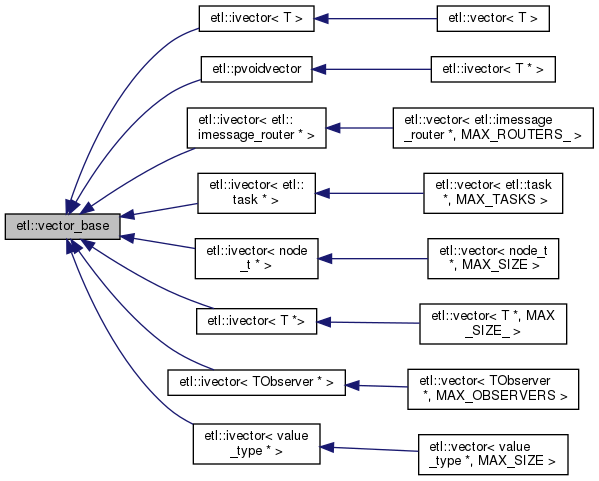 etl::ivector< T >
etl::vector< T >
etl::pvoidvector
etl::ivector< T * >
etl::ivector< etl::
imessage_router * >
etl::vector< etl::imessage
_router *, MAX_ROUTERS_ >
etl::ivector< etl::
task * >
etl::vector< etl::task
*, MAX_TASKS >
etl::vector_base
etl::ivector< node
_t * >
etl::vector< node_t
*, MAX_SIZE >
etl::ivector< T *>
etl::vector< T *, MAX
_SIZE_ >
etl::ivector< TObserver * >
etl::vector< TObserver
*, MAX_OBSERVERS >
etl::ivector< value
_type * >
etl::vector< value
_type *, MAX_SIZE >